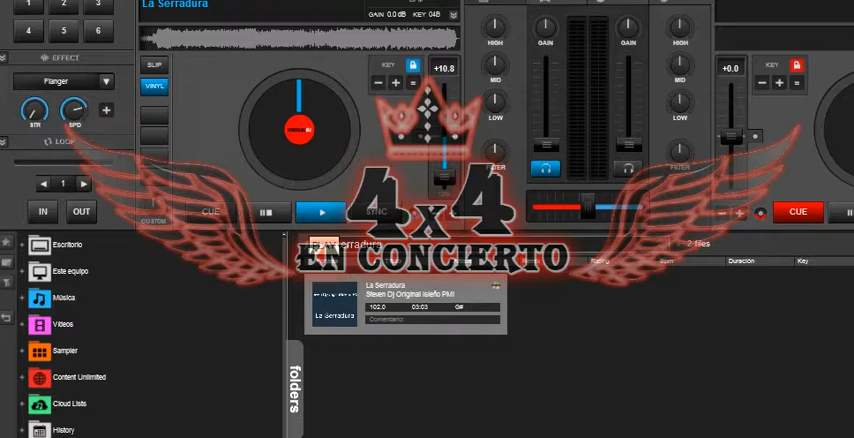 La Serradura
1 2 3
4 5 6
GAIN 0.0 dB KEY 04B
EFFECT
Flanger
STR SPD
LOOP
1
IN OUT
SLIP
VINYL
CUSTOM
KEY
+10.8
CUE
SYNC
HIGH
MID
LOW
FILTER
GAIN
GAIN
HIGH
MID
LOW
FILTER
+0.0
KEY
CUE
4x4
EN CONCIERTO
2 files
Rating
Duración
Key
Escritorio
Este equipo
Música
Vídeos
Sampler
Content Unlimited
Cloud Lists
History
folders
La Serradura
Steven Dj Original Isleño PMI
102.0 03:03 G#
Comentario:
La Serradura